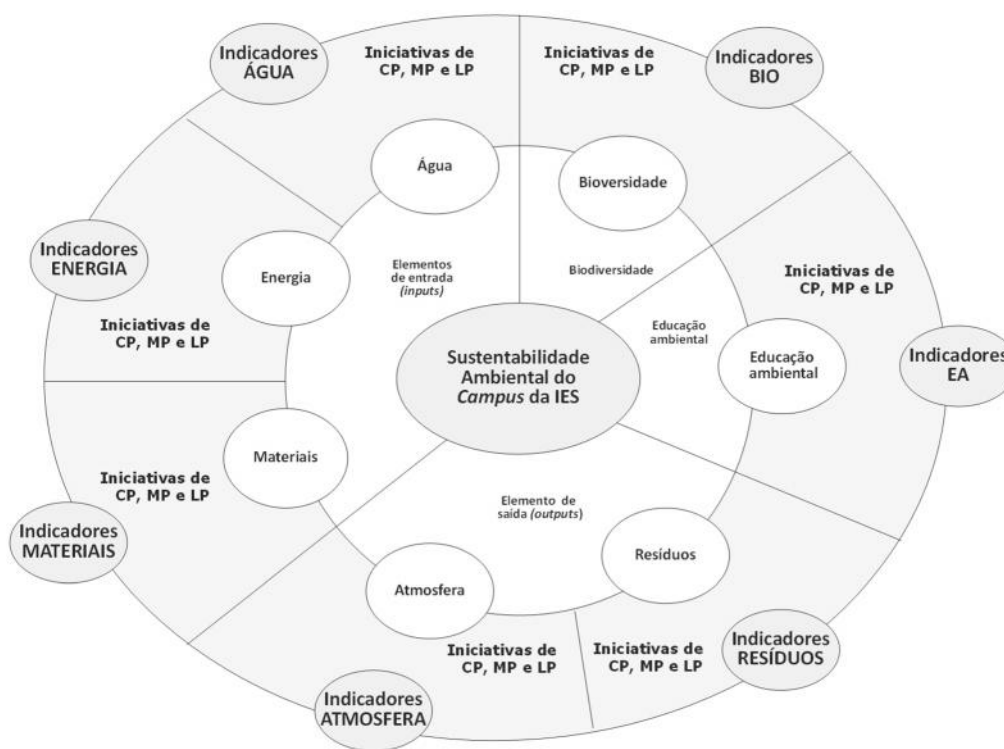 Indicadores
ÁGUA
Iniciativas de
CP, MP e LP
Iniciativas de
CP, MP e LP
Indicadores
BIO
Água
Bioversidade
Indicadores
ENERGIA
Energia
Elementos
de entrada
(inputs)
Biodiversidade
Iniciativas de
CP, MP e LP
Iniciativas de
CP, MP e LP
Educação
ambiental
Sustentabilidade
Ambiental do
Campus da IES
Educação
ambiental
Indicadores
EA
Materiais
Iniciativas de
CP, MP e LP
Elemento de
saída (outputs)
Indicadores
MATERIAIS
Atmosfera
Resíduos
Iniciativas de
CP, MP e LP
Iniciativas de
CP, MP e LP
Indicadores
RESÍDUOS
Indicadores
ATMOSFERA